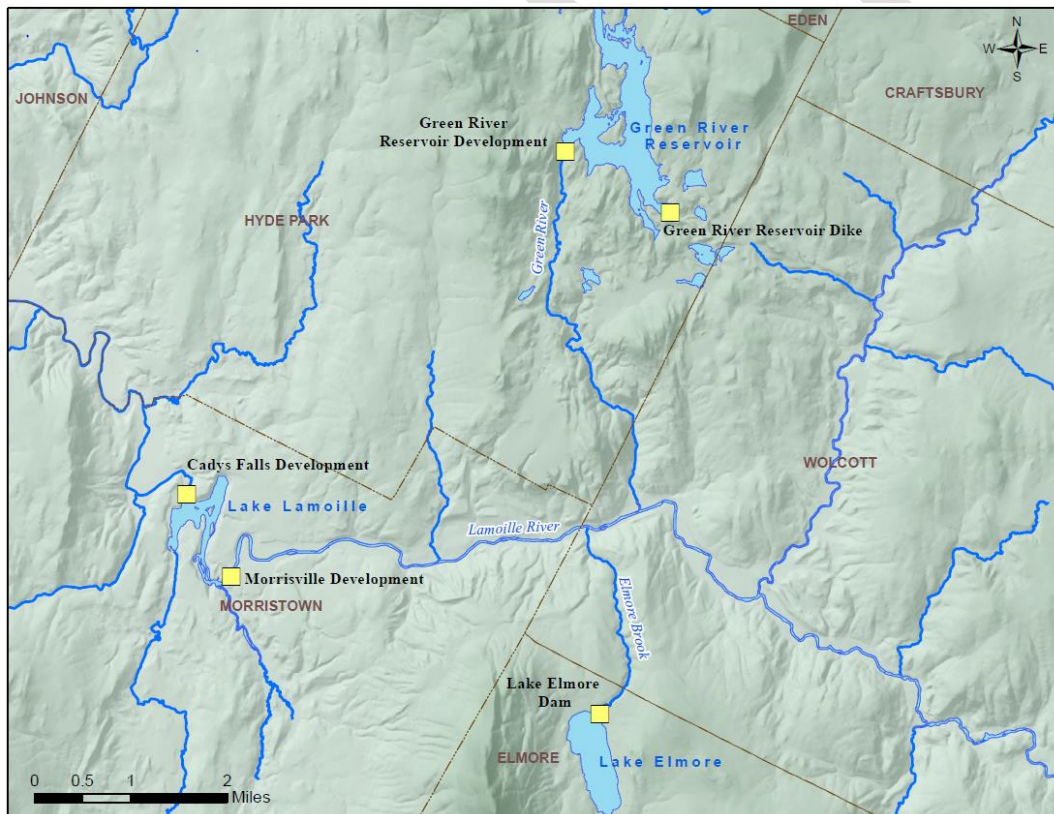 EDEN
N
W E
S
JOHNSON
CRAFTSBURY
Green River
Reservoir Development
Green River
Reservoir
HYDE PARK
Green River
Green River Reservoir Dike
WOLCOTT
Cadys Falls Development
Lake Lamoille
Lamoille River
Morrisville Development
MORRISTOWN
Elmore Brook
Lake Elmore
Dam
ELMORE
Lake Elmore
0 0.5 1 2
Miles